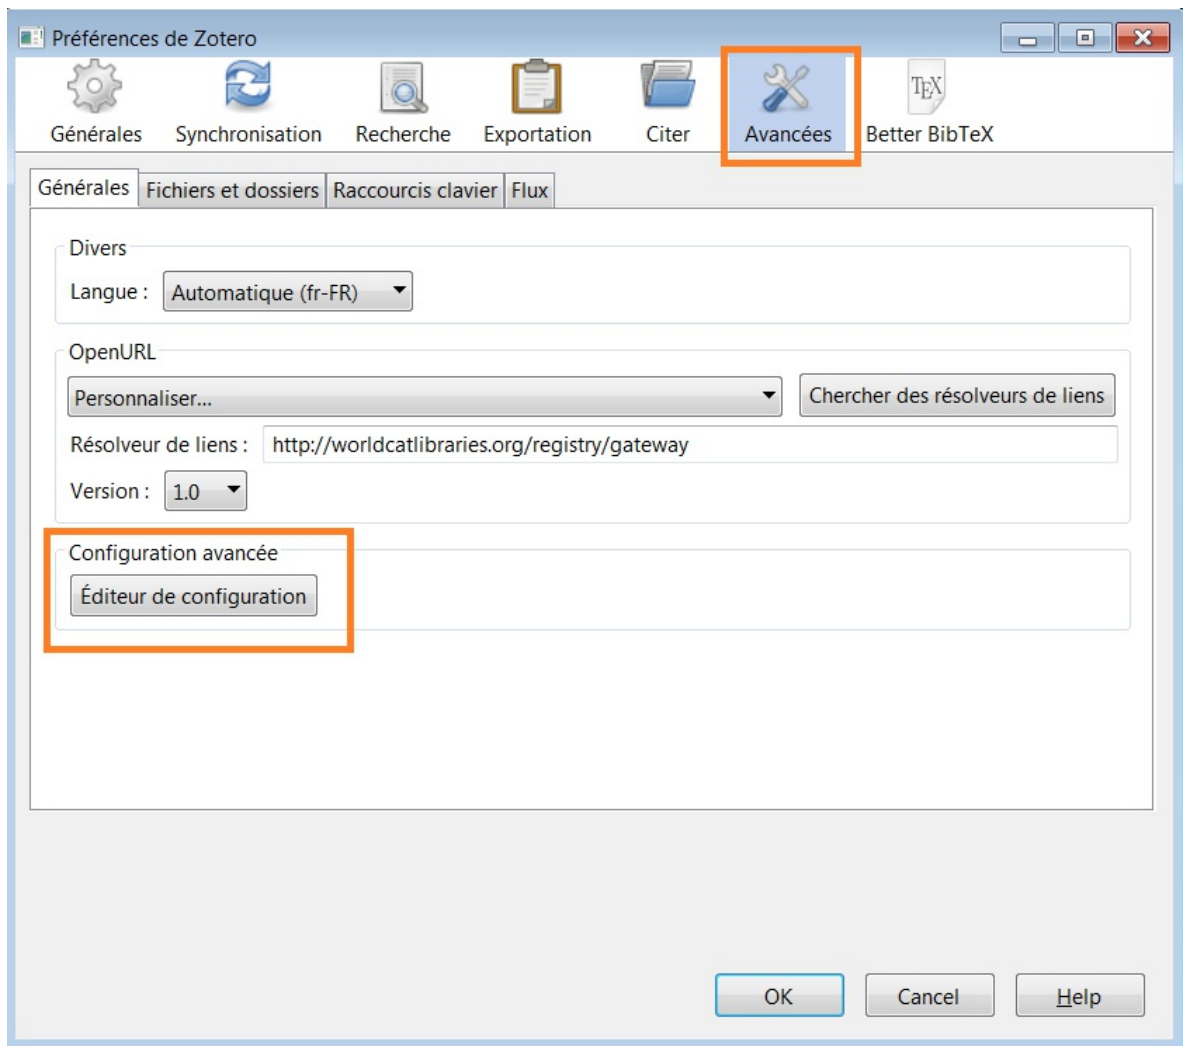 Préférences de Zotero
TEX
Générales Synchronisation Recherche Exportation Citer Avancées Better BibTeX
Générales Fichiers et dossiers Raccourcis clavier Flux
Divers
Langue : Automatique (fr-FR)
OpenURL
Personnaliser... Chercher des résolveurs de liens
Résolveur de liens : http://worldcatlibraries.org/registry/gateway
Version : 1.0
Configuration avancée
Éditeur de configuration
OK Cancel Help